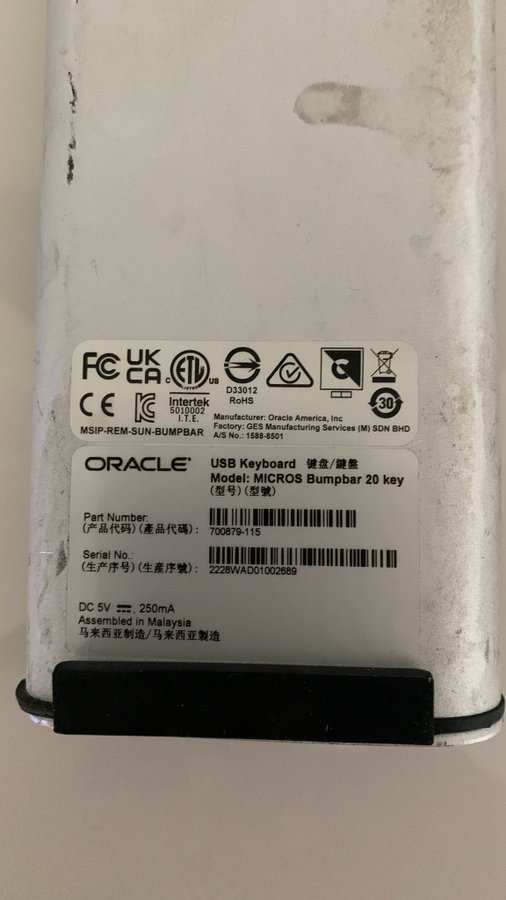 FC
UK
CA
ETL
LISTED
C
US
D33012
RoHS
CE
Intertek
5010002
I.T.E.
30
MSIP-REM-SUN-BUMPBAR
Manufacturer: Oracle America, Inc
Factory: GES Manufacturing Services (M) SDN BHD
A/S No.: 1588-8501
ORACLE
USB Keyboard 键盘/鍵盤
Model: MICROS Bumpbar 20 key
(型号) (型號)
Part Number:
(产品代码) (產品代碼) : 700879-115
Serial No.:
(生产序号) (生產序號) : 2228WAD01002689
DC 5V ⎓, 250mA
Assembled in Malaysia
马来西亚制造/马来西亚製造